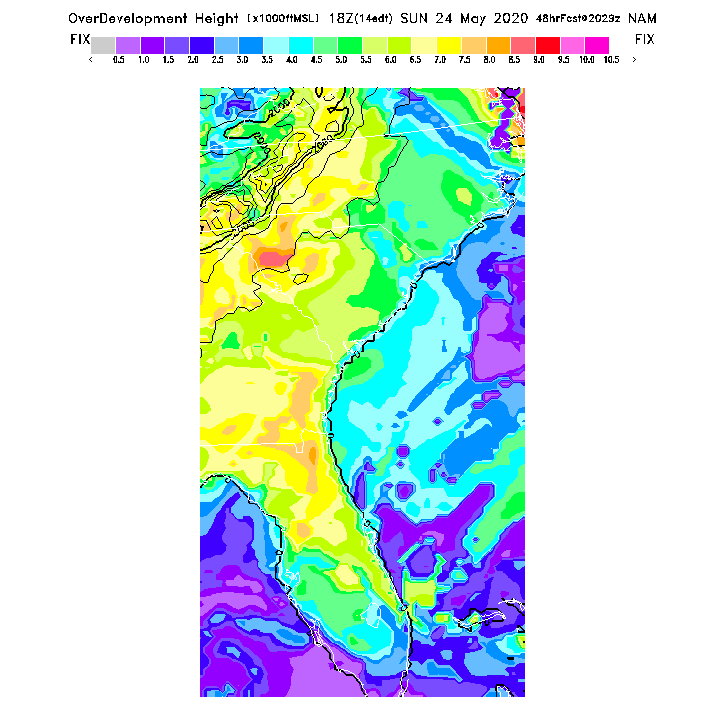 OverDevelopment Height [x1000ftMSL] 18Z(14edt) SUN 24 May 2020 48hrFcst@2023z NAM
FIX FIX
< 0.5 1.0 1.5 2.0 2.5 3.0 3.5 4.0 4.5 5.0 5.5 6.0 6.5 7.0 7.5 8.0 8.5 9.0 9.5 10.0 10.5 >
2000